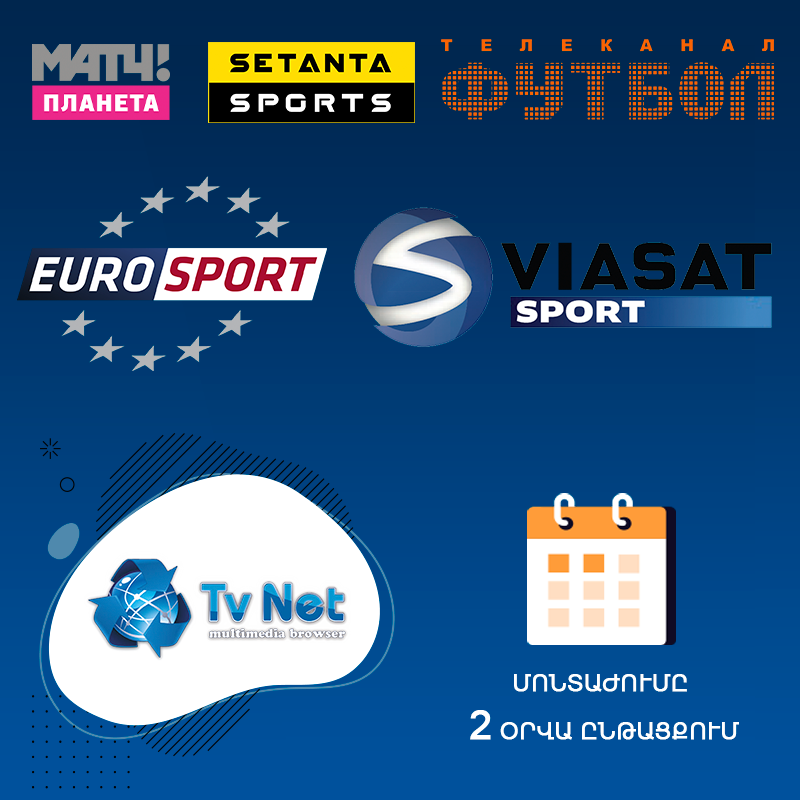 МАТЧ!
ПЛАНЕТА
SETANTA
SPORTS
ТЕЛЕКАНАЛ
ФУТБОЛ
EUROSPORT
VIASAT
SPORT
Tv Net
multimedia browser
ՄՈՆՏԱԺՈՒՄԸ
2 ՕՐՎԱ ԸՆԹԱՑՔՈՒՄ